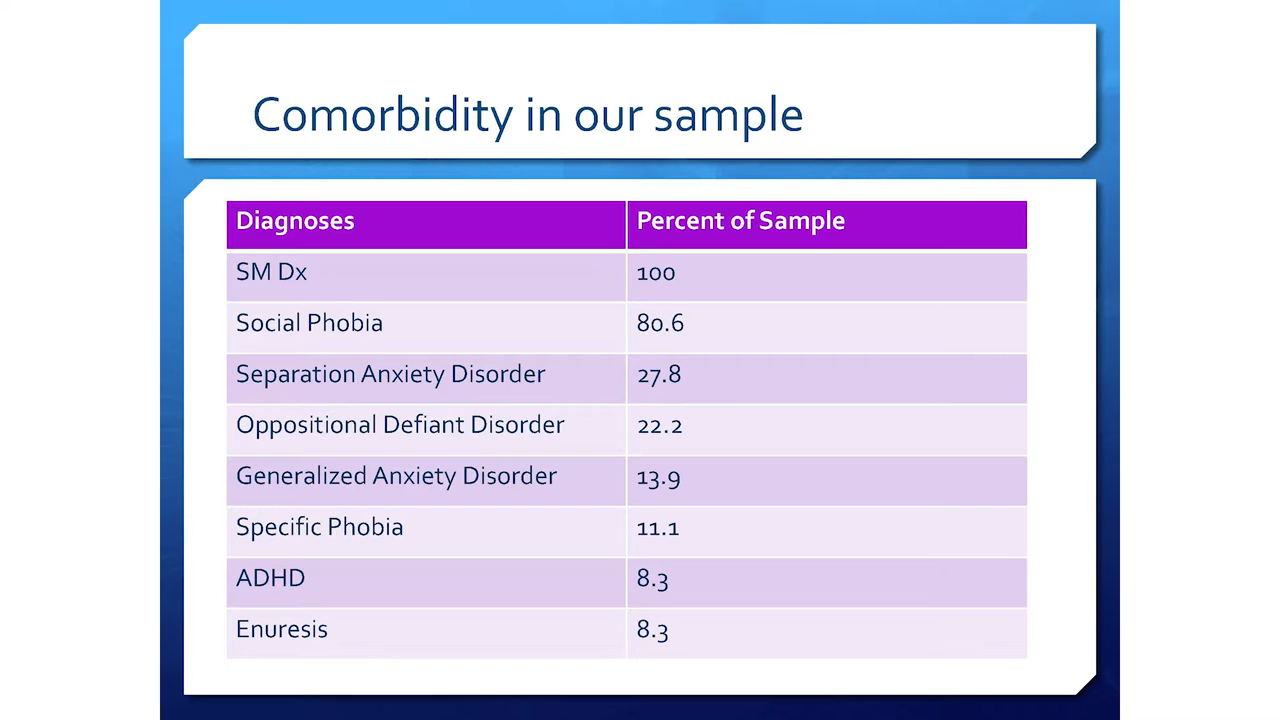 Comorbidity in our sample
Diagnoses Percent of Sample
SM Dx 100
Social Phobia 80.6
Separation Anxiety Disorder 27.8
Oppositional Defiant Disorder 22.2
Generalized Anxiety Disorder 13.9
Specific Phobia 11.1
ADHD 8.3
Enuresis 8.3